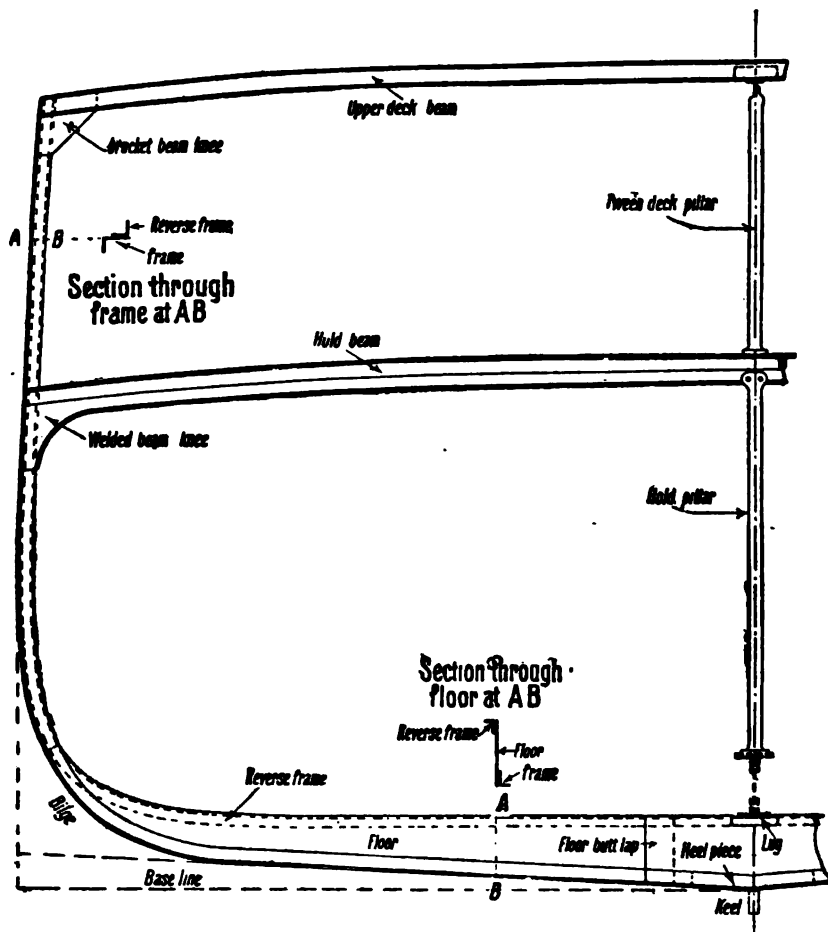 Upper deck beam
Bracket beam knee
Tween deck pillar
A
B
Reverse frame
frame
Section through
frame at AB
Hold beam
Welded beam knee
Hold pillar
Section through
floor at AB
Reverse frame
Floor
frame
A
Reverse frame
Bilge
Floor
Floor butt lap
Lug
Heel piece
Base line
B
Keel